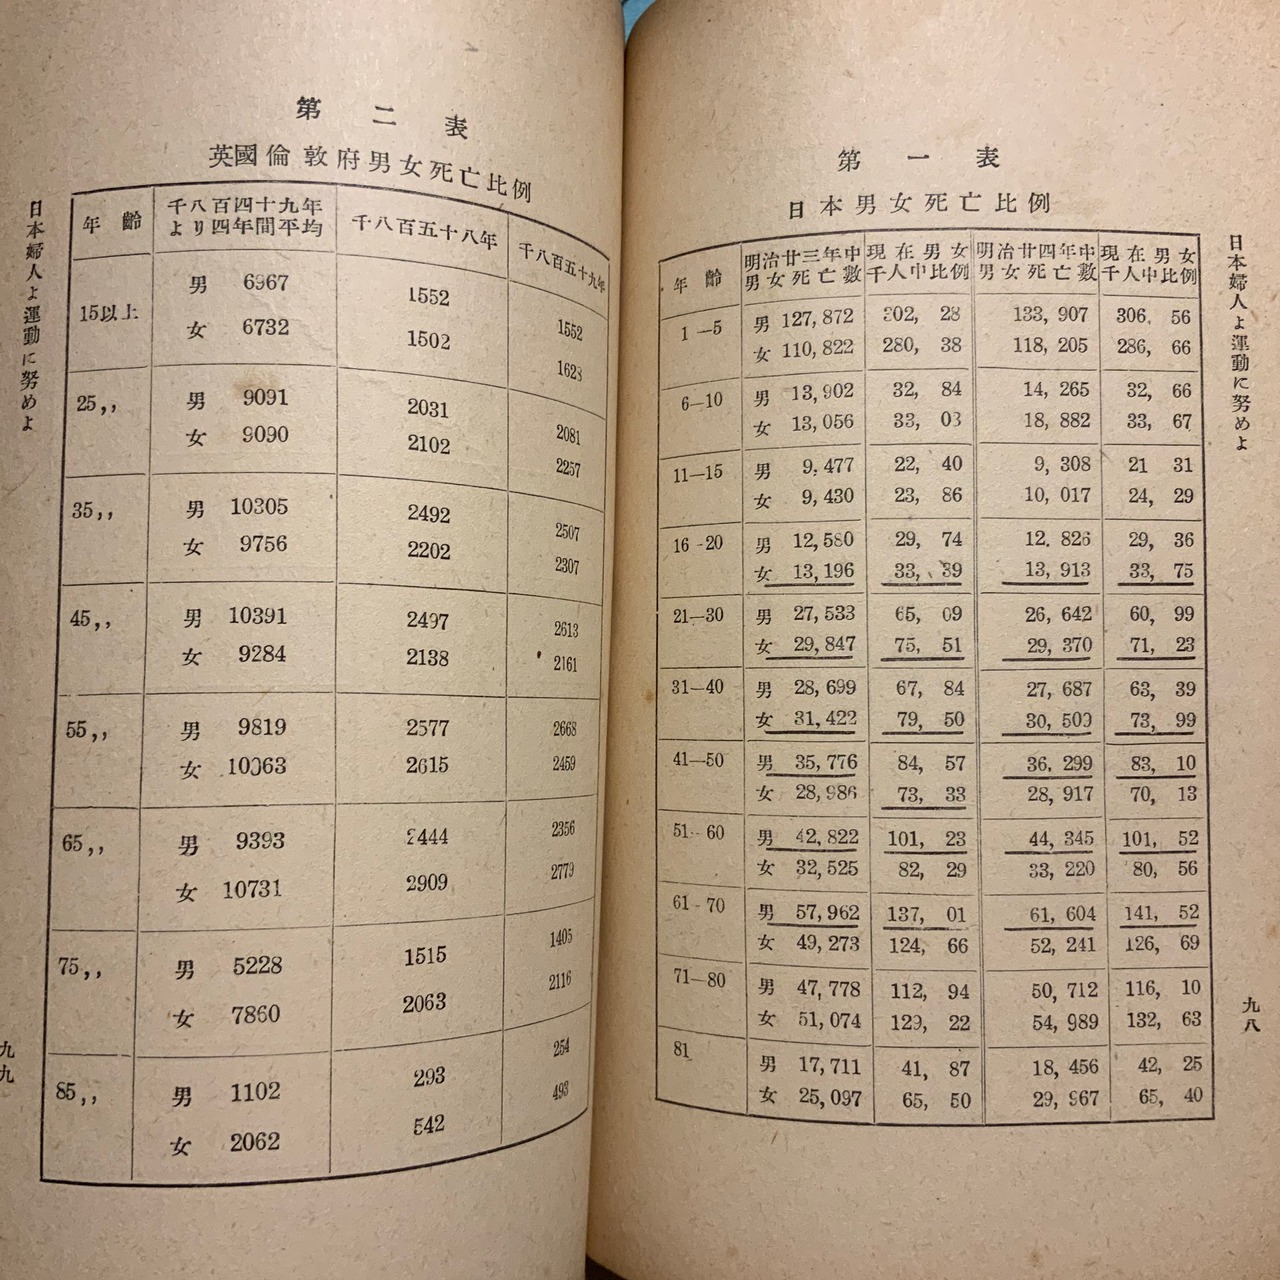 日本婦人よ運動に努めよ
九八
第一表
日本男女死亡比例
年齡 明治廿三年中男女死亡數 現在男女千人中比例 明治廿四年中男女死亡數 現在男女千人中比例
1—5 男 127,872 302, 28 133, 907 306, 56
女 110,822 280, 38 118, 205 286, 66
6—10 男 13,902 32, 84 14, 265 32, 66
女 13,056 33, 03 18, 882 33, 67
11—15 男 9,477 22, 40 9, 308 21 31
女 9,430 23, 86 10, 017 24, 29
16-20 男 12,580 29, 74 12. 826 29, 36
女 13,196 33, 39 13, 913 33, 75
21—30 男 27,533 65, 09 26, 642 60, 99
女 29,847 75, 51 29, 370 71, 23
31—40 男 28,699 67, 84 27, 687 63, 39
女 31,422 79, 50 30, 509 73, 99
41—50 男 35,776 84, 57 36, 299 83, 10
女 28,986 73, 33 28, 917 70, 13
51-60 男 42,822 101, 23 44, 345 101, 52
女 32,525 82, 29 33, 220 80, 56
61-70 男 57,962 137, 01 61, 604 141, 52
女 49,273 124, 66 52, 241 126, 69
71—80 男 47,778 112, 94 50, 712 116, 10
女 51,074 129, 22 54, 989 132, 63
81 男 17,711 41, 87 18, 456 42, 25
女 25,097 65, 50 29, 967 65, 40
第二表
英國倫敦府男女死亡比例
年齡 千八百四十九年より四年間平均 千八百五十八年 千八百五十九年
15以上 男 6967 1552 1552
女 6732 1502 1628
25,, 男 9091 2031 2081
女 9090 2102 2257
35,, 男 10305 2492 2507
女 9756 2202 2307
45,, 男 10391 2497 2613
女 9284 2138 2161
55,, 男 9819 2577 2668
女 10063 2615 2459
65,, 男 9393 2444 2356
女 10731 2909 2779
75,, 男 5228 1515 1405
女 7860 2063 2116
85,, 男 1102 293 254
女 2062 542 493
日本婦人よ運動に努めよ
九九